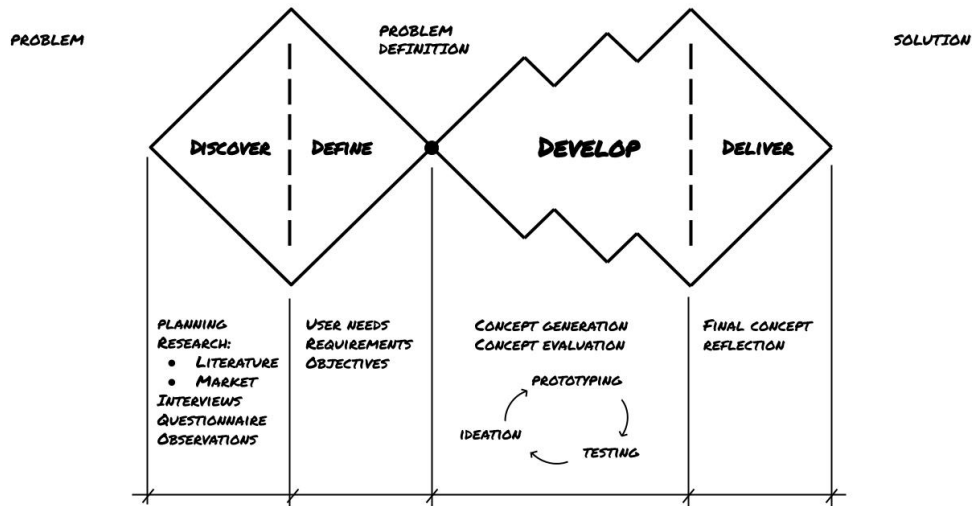 PROBLEM
PROBLEM
DEFINITION
SOLUTION
DISCOVER
DEFINE
DEVELOP
DELIVER
PLANNING
RESEARCH:
• LITERATURE
• MARKET
INTERVIEWS
QUESTIONNAIRE
OBSERVATIONS
USER NEEDS
REQUIREMENTS
OBJECTIVES
CONCEPT GENERATION
CONCEPT EVALUATION
PROTOTYPING
IDEATION
TESTING
FINAL CONCEPT
REFLECTION